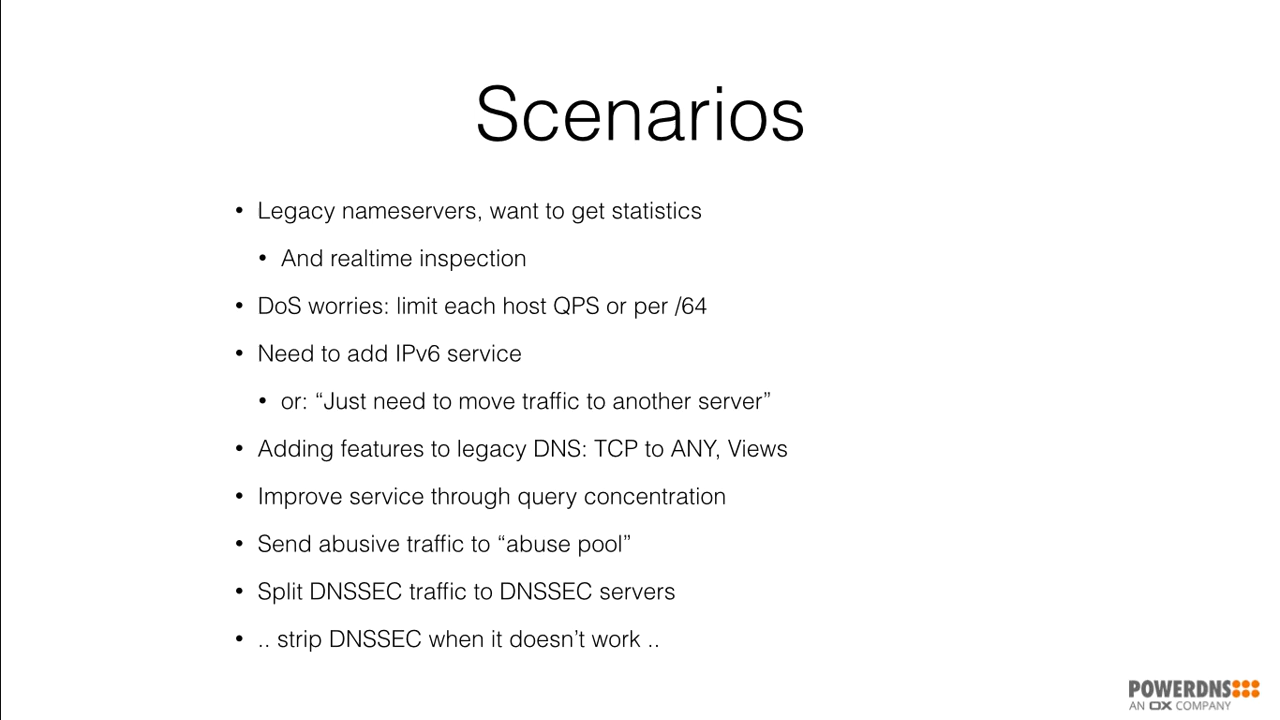 Scenarios
• Legacy nameservers, want to get statistics
• And realtime inspection
• DoS worries: limit each host QPS or per /64
• Need to add IPv6 service
• or: “Just need to move traffic to another server”
• Adding features to legacy DNS: TCP to ANY, Views
• Improve service through query concentration
• Send abusive traffic to “abuse pool”
• Split DNSSEC traffic to DNSSEC servers
• .. strip DNSSEC when it doesn’t work ..
POWERDNS
AN OX COMPANY